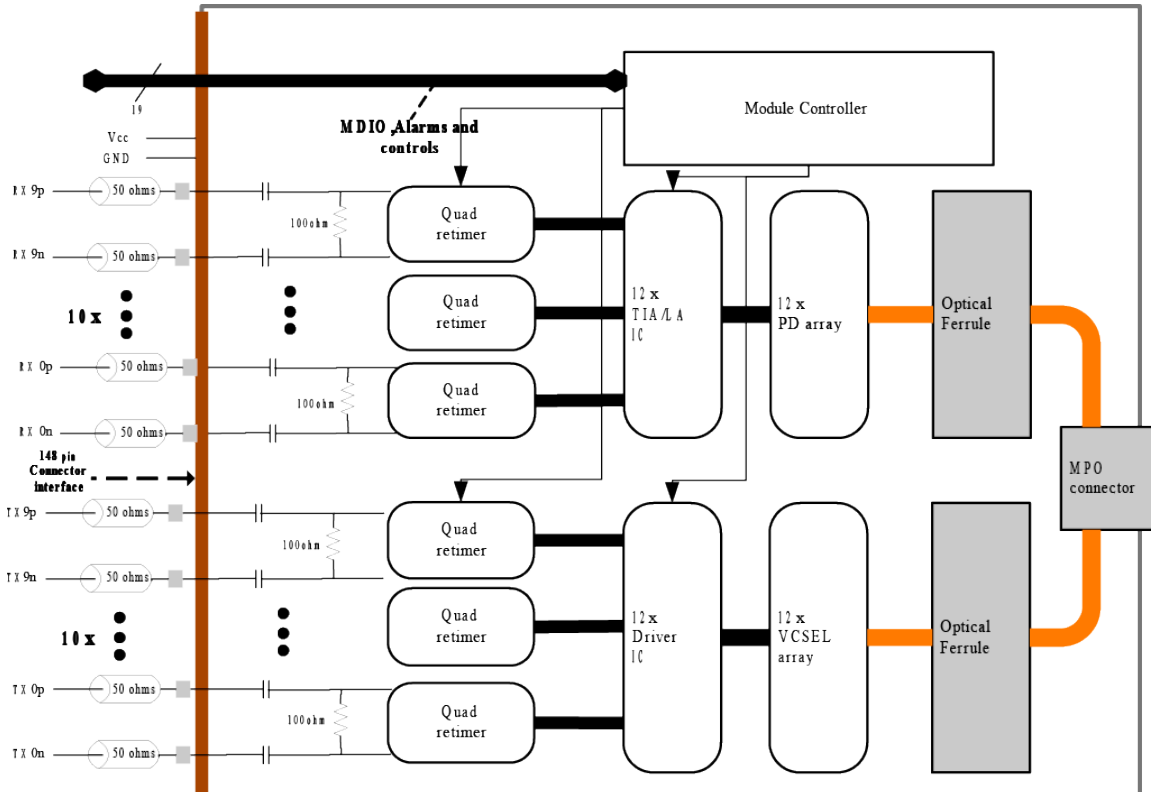 19
MDIO ,Alarms and
controls
Module Controller
Vcc
GND
RX 9p
50 ohms
100ohm
RX 9n
50 ohms
10x
RX 0p
50 ohms
100ohm
RX 0n
50 ohms
Quad
retimer
Quad
retimer
Quad
retimer
12x
TIA/LA
IC
12x
PD array
Optical
Ferrule
148 pin
Connector
interface
MPO
connector
TX 9p
50 ohms
100ohm
TX 9n
50 ohms
10x
TX 0p
50 ohms
100ohm
TX 0n
50 ohms
Quad
retimer
Quad
retimer
Quad
retimer
12x
Driver
IC
12x
VCSEL
array
Optical
Ferrule